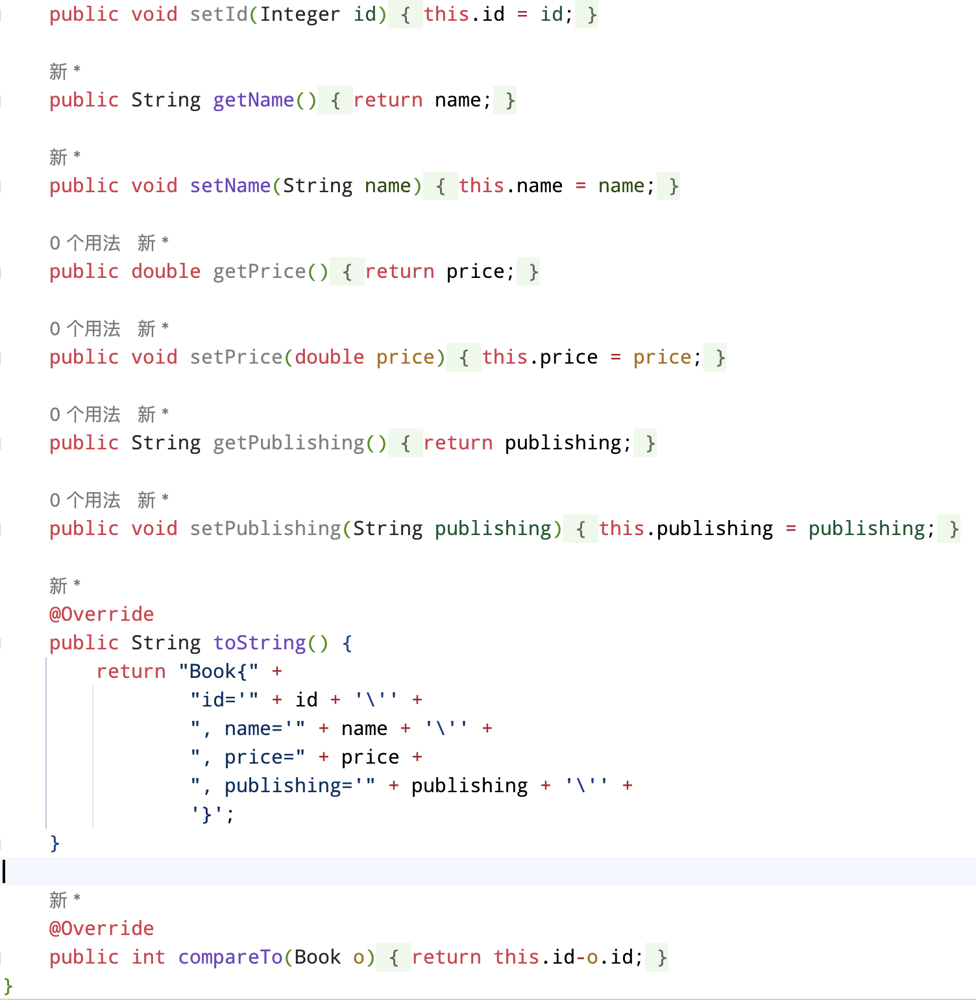 public void setId(Integer id) { this.id = id; }
新 *
public String getName() { return name; }
新 *
public void setName(String name) { this.name = name; }
0 个用法 新 *
public double getPrice() { return price; }
0 个用法 新 *
public void setPrice(double price) { this.price = price; }
0 个用法 新 *
public String getPublishing() { return publishing; }
0 个用法 新 *
public void setPublishing(String publishing) { this.publishing = publishing; }
新 *
@Override
public String toString() {
return "Book{" +
"id='" + id + '\'' +
", name='" + name + '\'' +
", price=" + price +
", publishing='" + publishing + '\'' +
'}';
}
新 *
@Override
public int compareTo(Book o) { return this.id-o.id; }
}